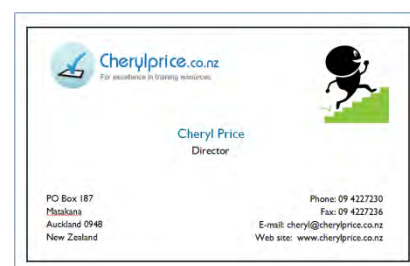 Cherylprice.co.nz
For excellence in training resources
Cheryl Price
Director
PO Box 187
Matakana
Auckland 0948
New Zealand
Phone: 09 4227230
Fax: 09 4227236
E-mail: cheryl@cherylprice.co.nz
Web site: www.cherylprice.co.nz